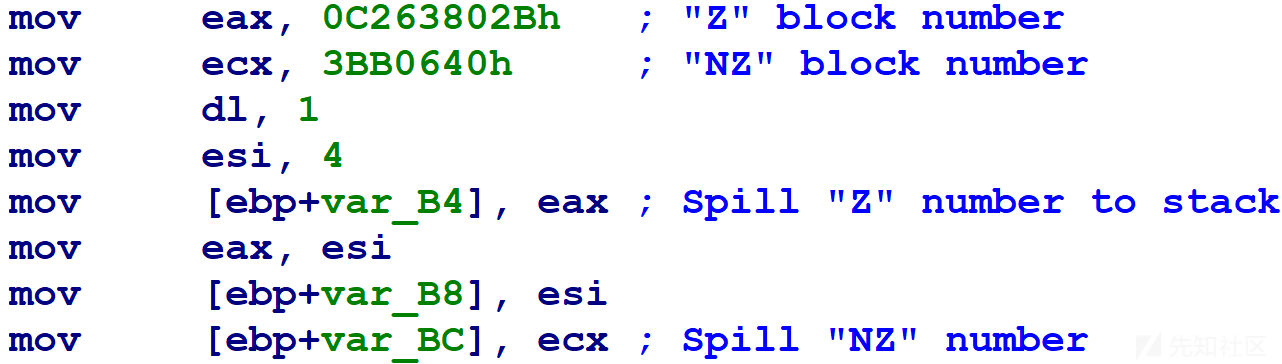 mov eax, 0C263802Bh ; "Z" block number
mov ecx, 3BB0640h ; "NZ" block number
mov dl, 1
mov esi, 4
mov [ebp+var_B4], eax ; Spill "Z" number to stack
mov eax, esi
mov [ebp+var_B8], esi
mov [ebp+var_BC], ecx ; Spill "NZ" number
先知社区